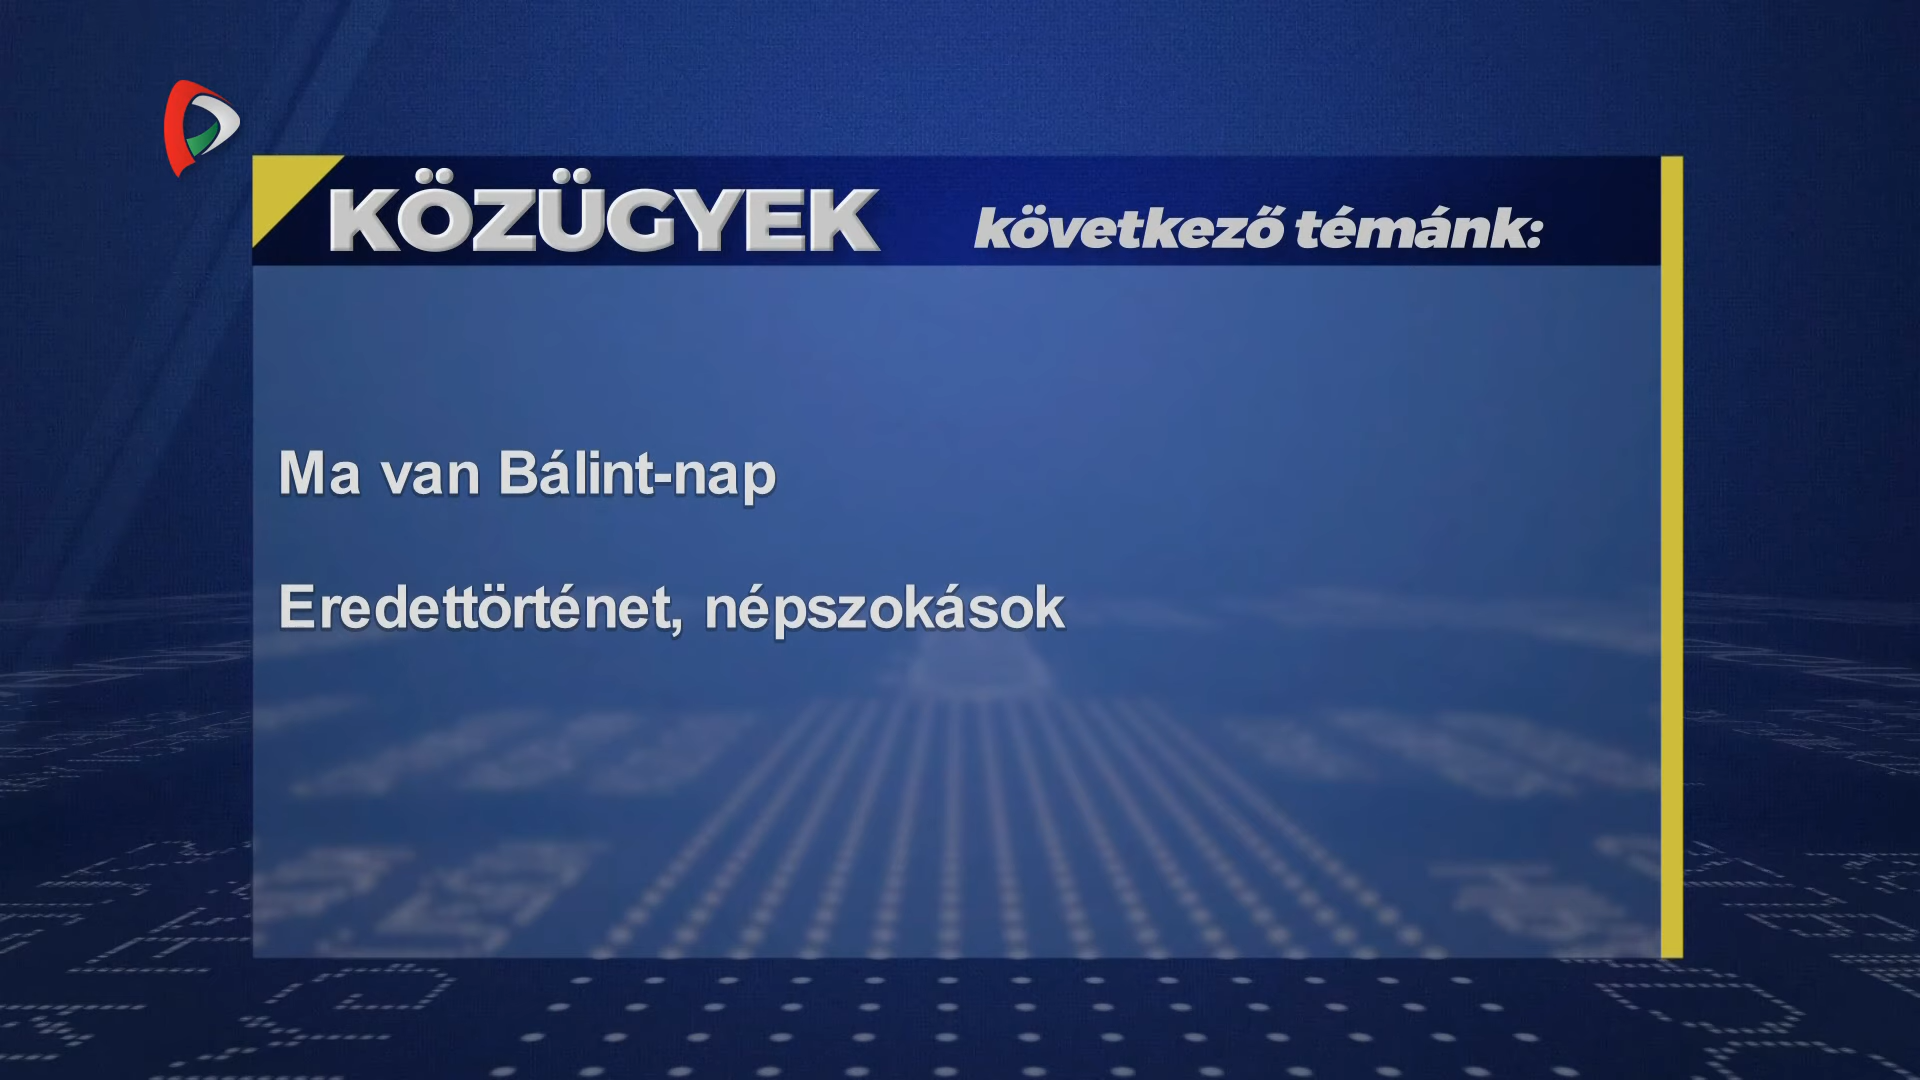 KÖZÜGYEK következő témánk:
Ma van Bálint-nap
Eredettörténet, népszokások